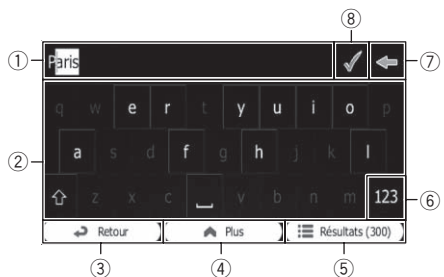 ⑧
① Paris ⑦
q w e r t y u i o p
② a s d f g h j k l
z x c v b n m 123 ⑥
Retour Plus Résultats (300)
③ ④ ⑤